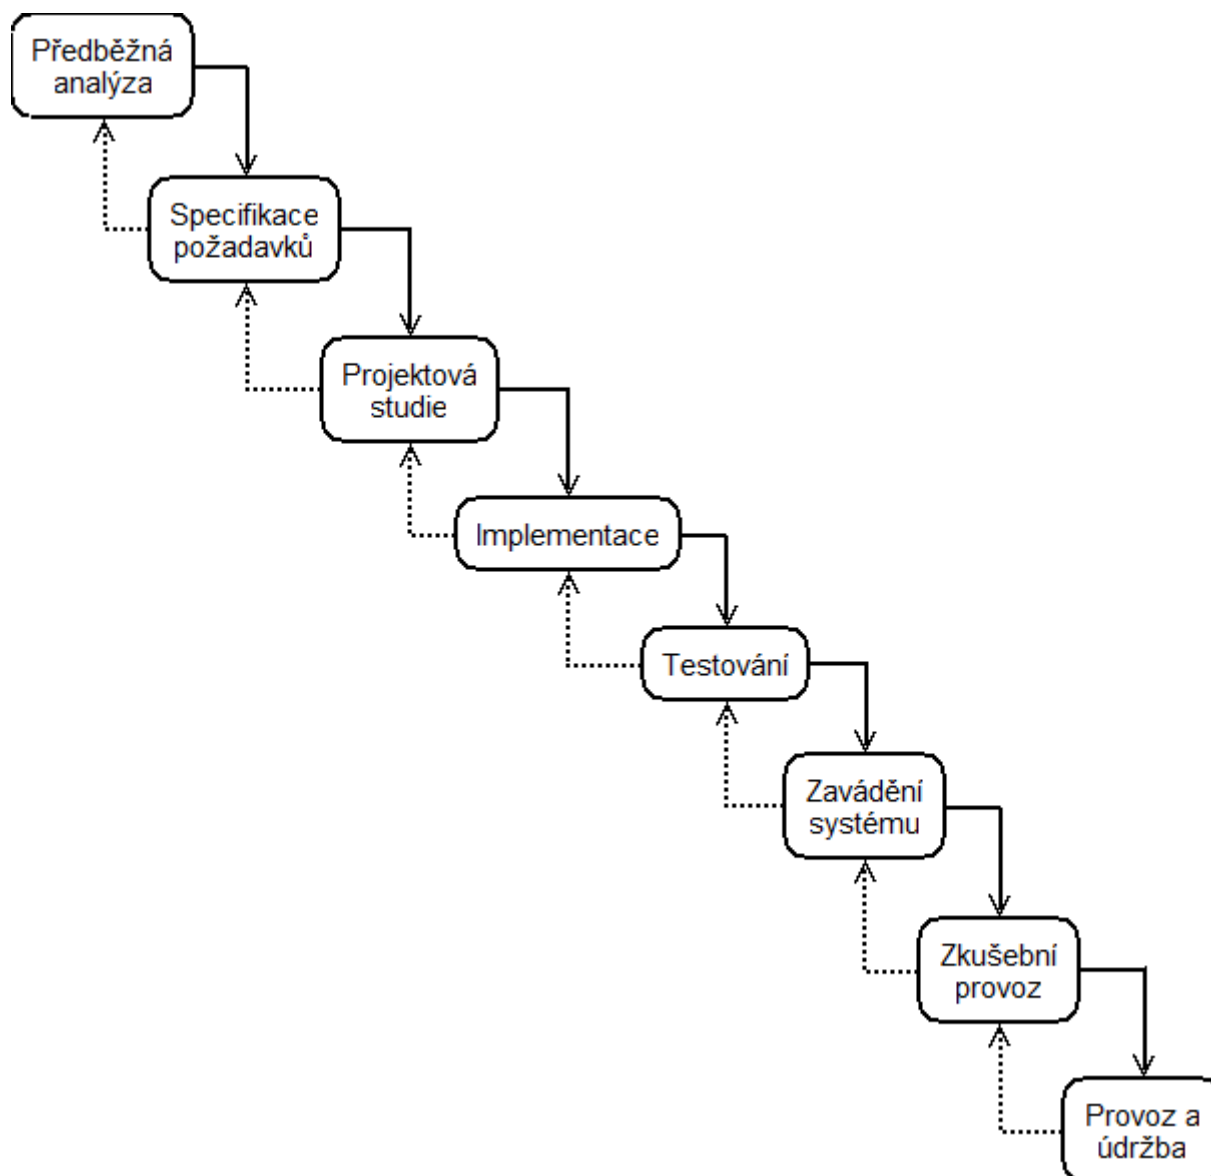 Předběžná
analýza
Specifikace
požadavků
Projektová
studie
Implementace
Testování
Zavádění
systému
Zkušební
provoz
Provoz a
údržba